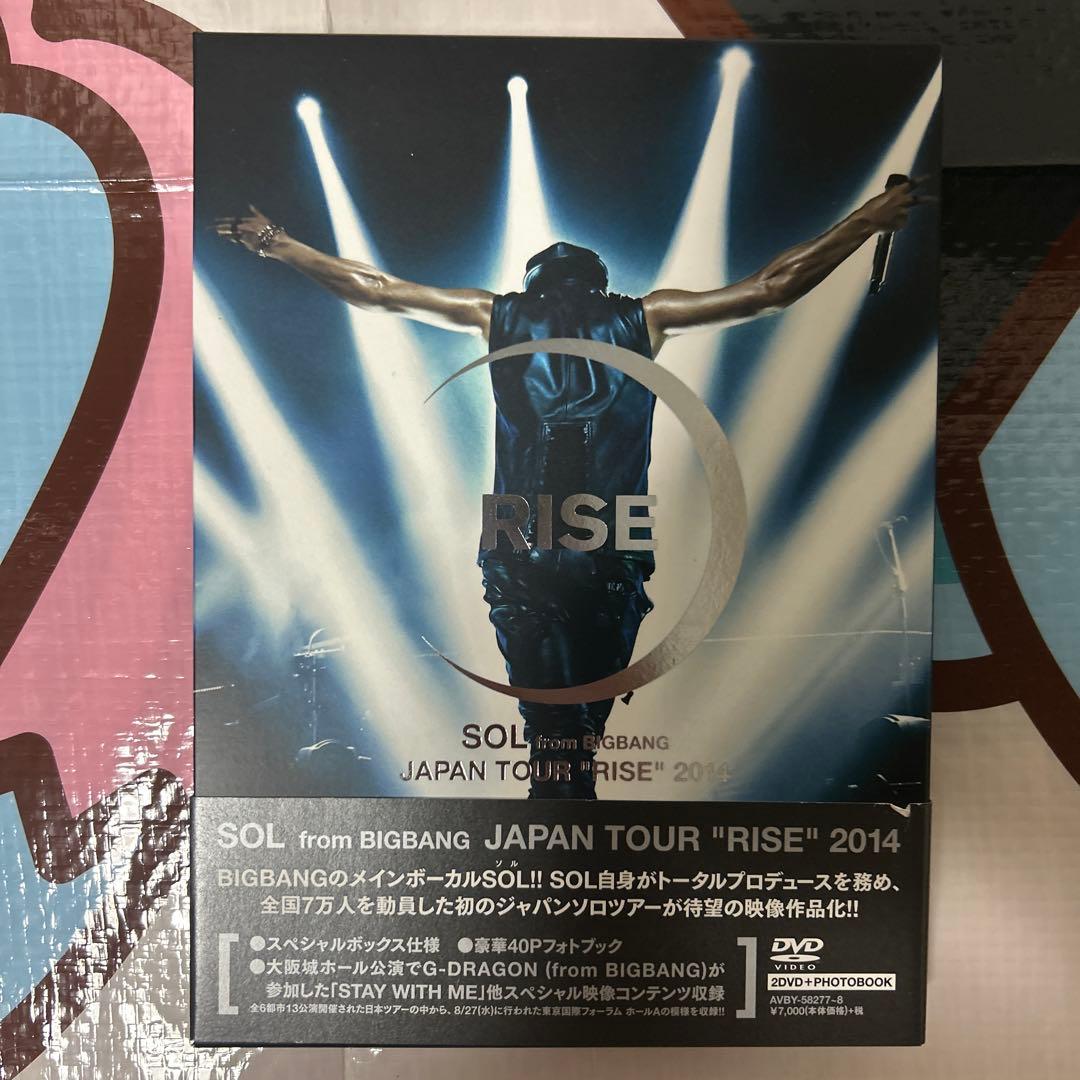 RISE
SOL from BIGBANG
JAPAN TOUR "RISE" 2014
SOL from BIGBANG JAPAN TOUR "RISE" 2014
ソル
BIGBANGのメインボーカルSOL!! SOL自身がトータルプロデュースを務め、
全国7万人を動員した初のジャパンソロツアーが待望の映像作品化!!
●スペシャルボックス仕様 ●豪華40Pフォトブック
●大阪城ホール公演でG-DRAGON (from BIGBANG)が
参加した「STAY WITH ME」他スペシャル映像コンテンツ収録
全6都市13公演開催された日本ツアーの中から、8/27(水)に行われた東京国際フォーラム ホールAの模様を収録!!
DVD
VIDEO
2DVD+PHOTOBOOK
AVBY-58277~8
¥7,000(本体価格)+税